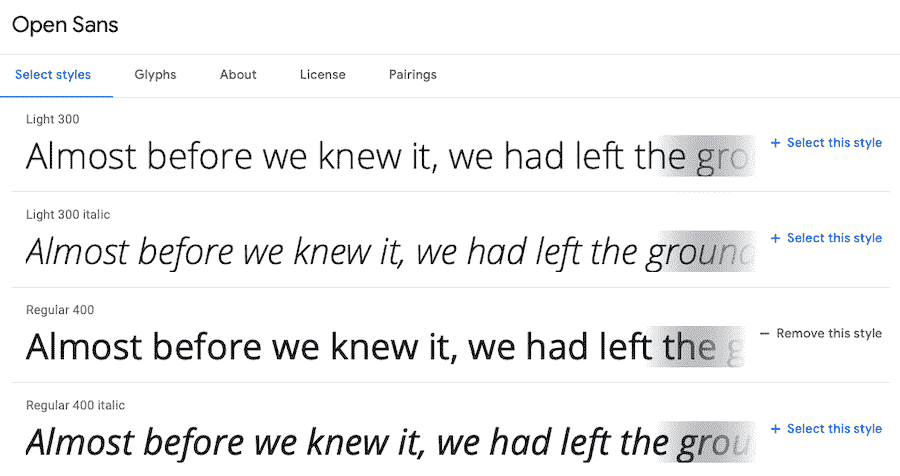 Open Sans
Select styles Glyphs About License Pairings
Light 300
Almost before we knew it, we had left the gro
+ Select this style
Light 300 italic
Almost before we knew it, we had left the ground
+ Select this style
Regular 400
Almost before we knew it, we had left the g
− Remove this style
Regular 400 italic
Almost before we knew it, we had left the grou
+ Select this style